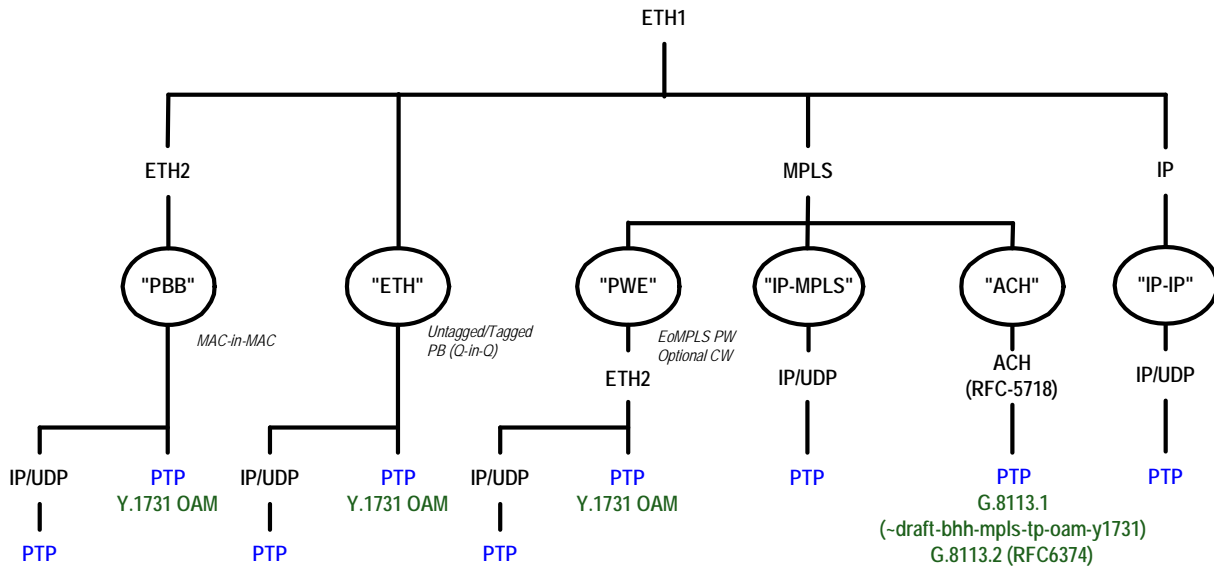 ETH1
ETH2
MPLS
IP
"PBB"
"ETH"
"PWE"
"IP-MPLS"
"ACH"
"IP-IP"
MAC-in-MAC
Untagged/Tagged
PB (Q-in-Q)
EoMPLS PW
Optional CW
ETH2
IP/UDP
ACH
(RFC-5718)
IP/UDP
IP/UDP
PTP
Y.1731 OAM
IP/UDP
PTP
Y.1731 OAM
IP/UDP
PTP
Y.1731 OAM
PTP
PTP
G.8113.1
(~draft-bhh-mpls-tp-oam-y1731)
G.8113.2 (RFC6374)
PTP
PTP
PTP
PTP